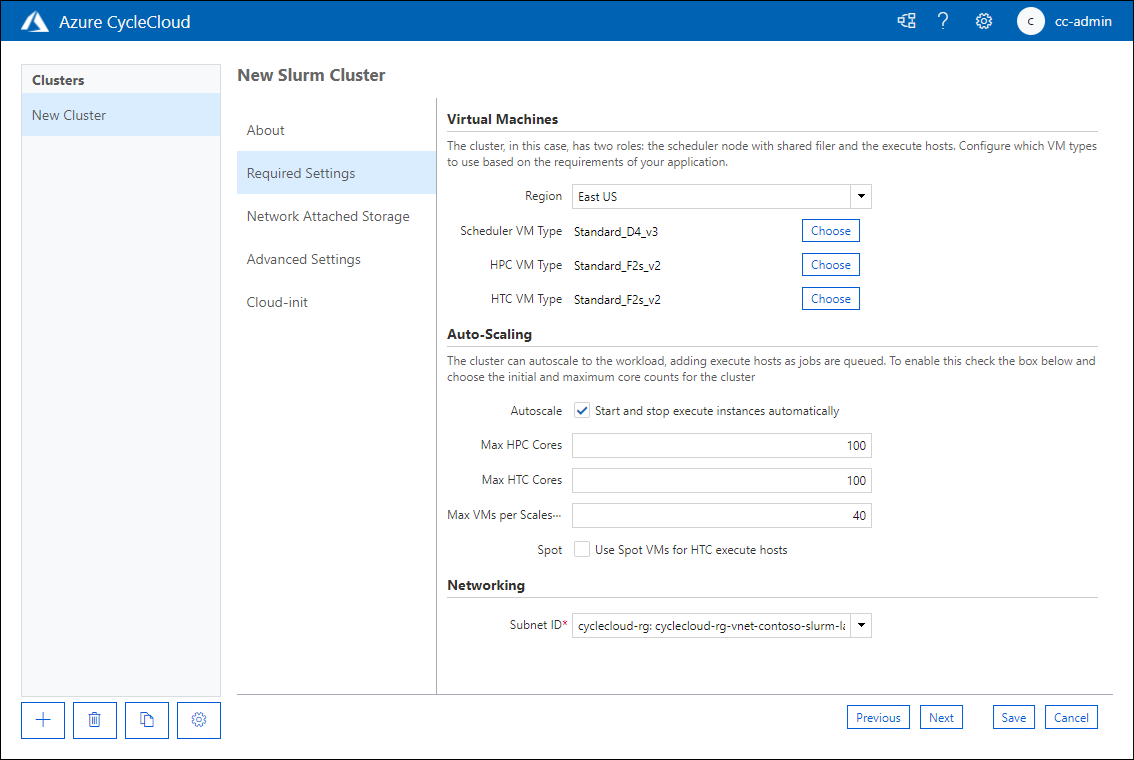 Azure CycleCloud
?
C
cc-admin
Clusters
New Cluster
New Slurm Cluster
About
Required Settings
Network Attached Storage
Advanced Settings
Cloud-init
Virtual Machines
The cluster, in this case, has two roles: the scheduler node with shared filer and the execute hosts. Configure which VM types
to use based on the requirements of your application.
Region East US
Scheduler VM Type Standard_D4_v3 Choose
HPC VM Type Standard_F2s_v2 Choose
HTC VM Type Standard_F2s_v2 Choose
Auto-Scaling
The cluster can autoscale to the workload, adding execute hosts as jobs are queued. To enable this check the box below and
choose the initial and maximum core counts for the cluster
Autoscale Start and stop execute instances automatically
Max HPC Cores 100
Max HTC Cores 100
Max VMs per Scales··· 40
Spot Use Spot VMs for HTC execute hosts
Networking
Subnet ID* cyclecloud-rg: cyclecloud-rg-vnet-contoso-slurm-la
Previous Next Save Cancel